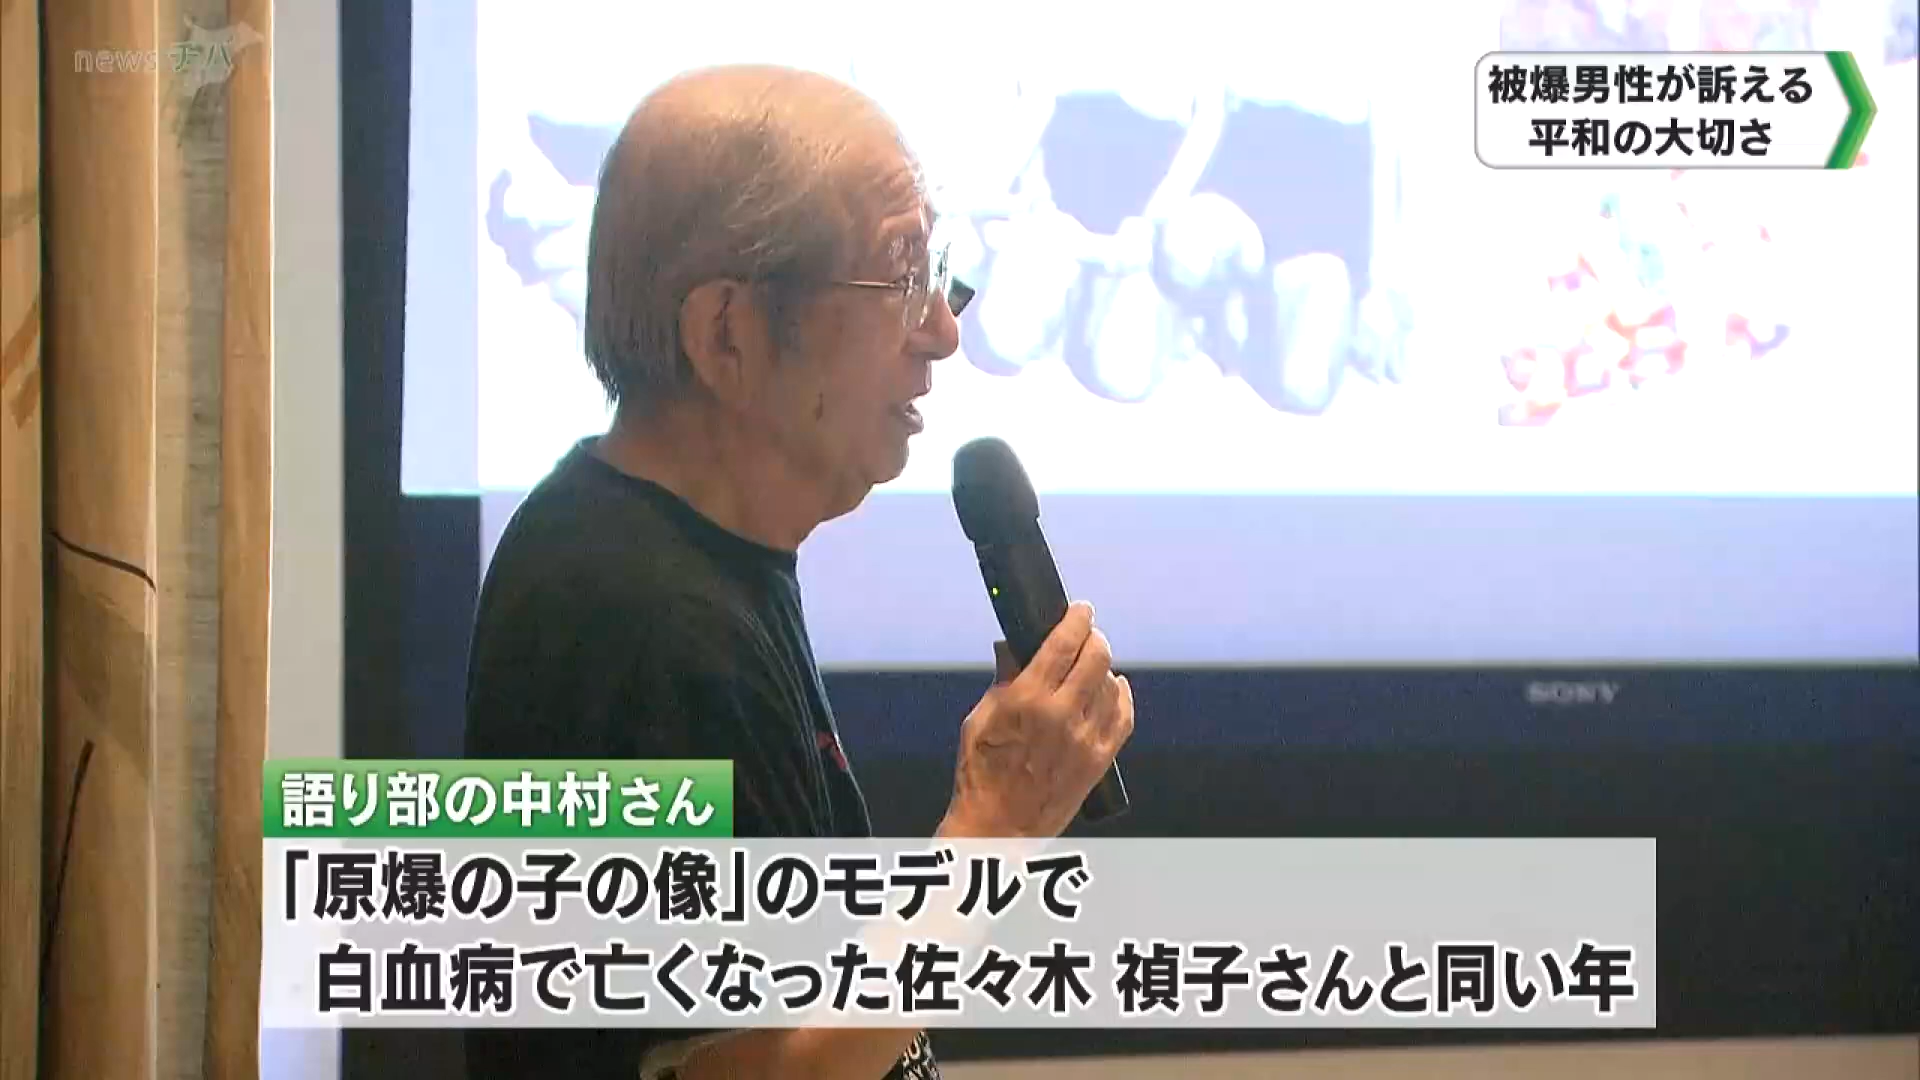 newsチバ
被爆男性が訴える
平和の大切さ
SONY
語り部の中村さん
「原爆の子の像」のモデルで
白血病で亡くなった佐々木 禎子さんと同い年